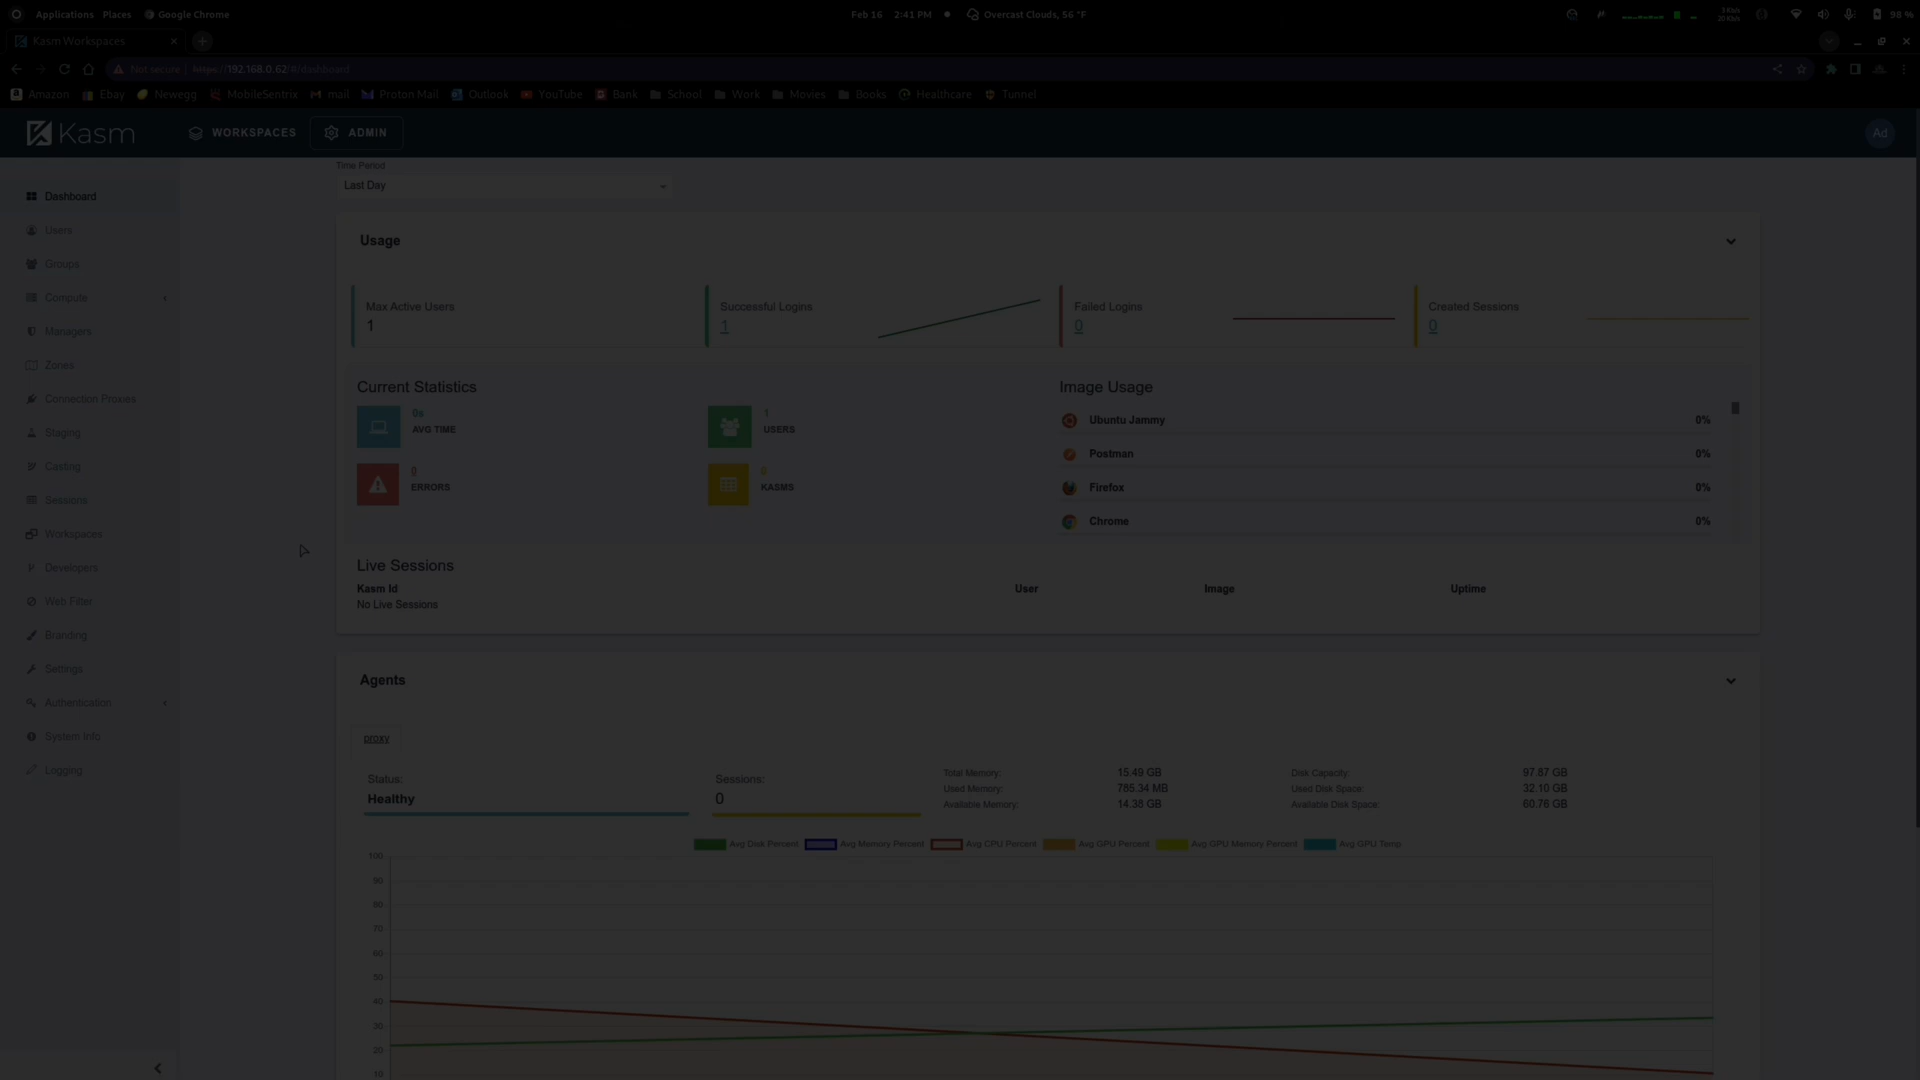 Applications Places Google Chrome Feb 16 2:41 PM Overcast Clouds, 56 °F 98 %
Kasm Workspaces
Not secure https://192.168.0.62/#/dashboard
Amazon Ebay Newegg MobileSentrix mail Proton Mail Outlook YouTube Bank School Work Movies Books Healthcare Tunnel
Kasm WORKSPACES ADMIN Ad
Time Period
Last Day
Dashboard
Users
Groups
Compute
Managers
Zones
Connection Proxies
Staging
Casting
Sessions
Workspaces
Developers
Web Filter
Branding
Settings
Authentication
System Info
Logging
Usage
Max Active Users
1
Successful Logins
1
Failed Logins
0
Created Sessions
0
Current Statistics
0s
AVG TIME
1
USERS
0
ERRORS
0
KASMS
Image Usage
Ubuntu Jammy 0%
Postman 0%
Firefox 0%
Chrome 0%
Live Sessions
Kasm Id User Image Uptime
No Live Sessions
Agents
proxy
Status:
Healthy
Sessions:
0
Total Memory: 15.49 GB
Used Memory: 785.34 MB
Available Memory: 14.38 GB
Disk Capacity: 97.87 GB
Used Disk Space: 32.10 GB
Available Disk Space: 60.76 GB
Avg Disk Percent Avg Memory Percent Avg CPU Percent Avg GPU Percent Avg GPU Memory Percent Avg GPU Temp
100
90
80
70
60
50
40
30
20
10